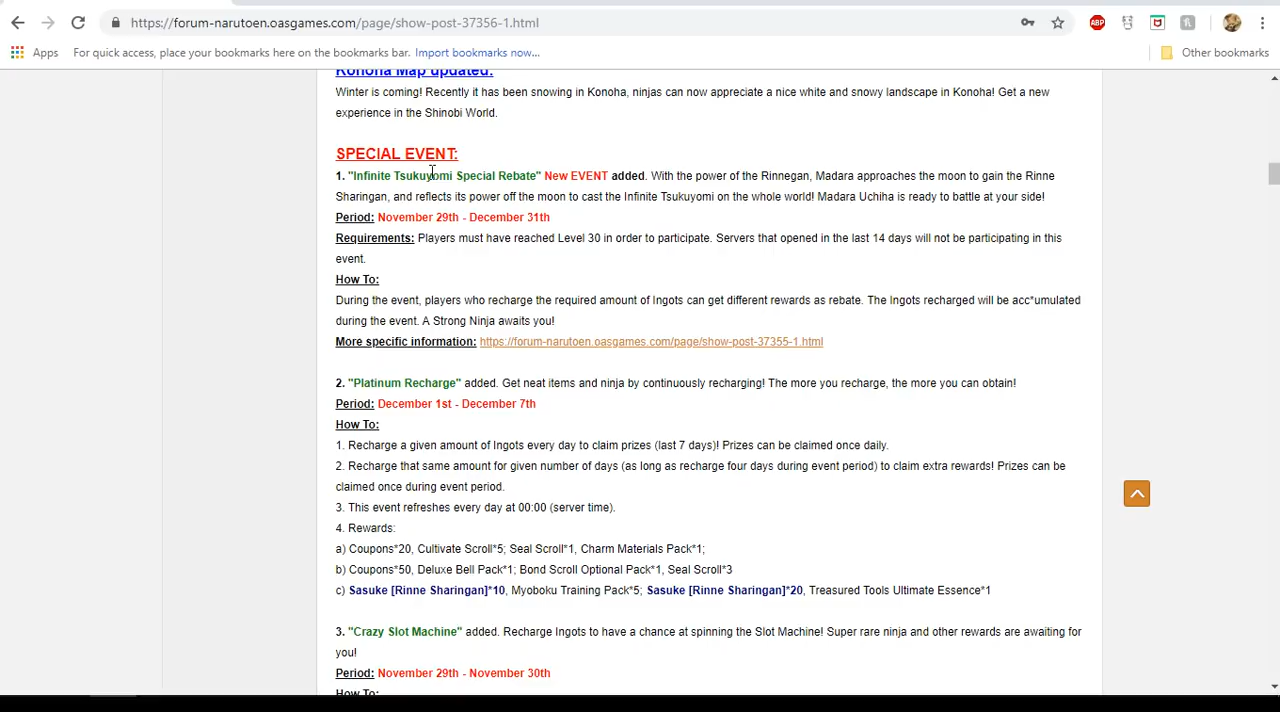 https://forum-narutoen.oasgames.com/page/show-post-37356-1.html
ABP
Apps
For quick access, place your bookmarks here on the bookmarks bar. Import bookmarks now...
Other bookmarks
Konoha Map updated:
Winter is coming! Recently it has been snowing in Konoha, ninjas can now appreciate a nice white and snowy landscape in Konoha! Get a new
experience in the Shinobi World.
SPECIAL EVENT:
1. "Infinite Tsukuyomi Special Rebate" New EVENT added. With the power of the Rinnegan, Madara approaches the moon to gain the Rinne
Sharingan, and reflects its power off the moon to cast the Infinite Tsukuyomi on the whole world! Madara Uchiha is ready to battle at your side!
Period: November 29th - December 31th
Requirements: Players must have reached Level 30 in order to participate. Servers that opened in the last 14 days will not be participating in this
event.
How To:
During the event, players who recharge the required amount of Ingots can get different rewards as rebate. The Ingots recharged will be acc*umulated
during the event. A Strong Ninja awaits you!
More specific information: https://forum-narutoen.oasgames.com/page/show-post-37355-1.html
2. "Platinum Recharge" added. Get neat items and ninja by continuously recharging! The more you recharge, the more you can obtain!
Period: December 1st - December 7th
How To:
1. Recharge a given amount of Ingots every day to claim prizes (last 7 days)! Prizes can be claimed once daily.
2. Recharge that same amount for given number of days (as long as recharge four days during event period) to claim extra rewards! Prizes can be
claimed once during event period.
3. This event refreshes every day at 00:00 (server time).
4. Rewards:
a) Coupons*20, Cultivate Scroll*5; Seal Scroll*1, Charm Materials Pack*1;
b) Coupons*50, Deluxe Bell Pack*1; Bond Scroll Optional Pack*1, Seal Scroll*3
c) Sasuke [Rinne Sharingan]*10, Myoboku Training Pack*5; Sasuke [Rinne Sharingan]*20, Treasured Tools Ultimate Essence*1
3. "Crazy Slot Machine" added. Recharge Ingots to have a chance at spinning the Slot Machine! Super rare ninja and other rewards are awaiting for
you!
Period: November 29th - November 30th
How To: